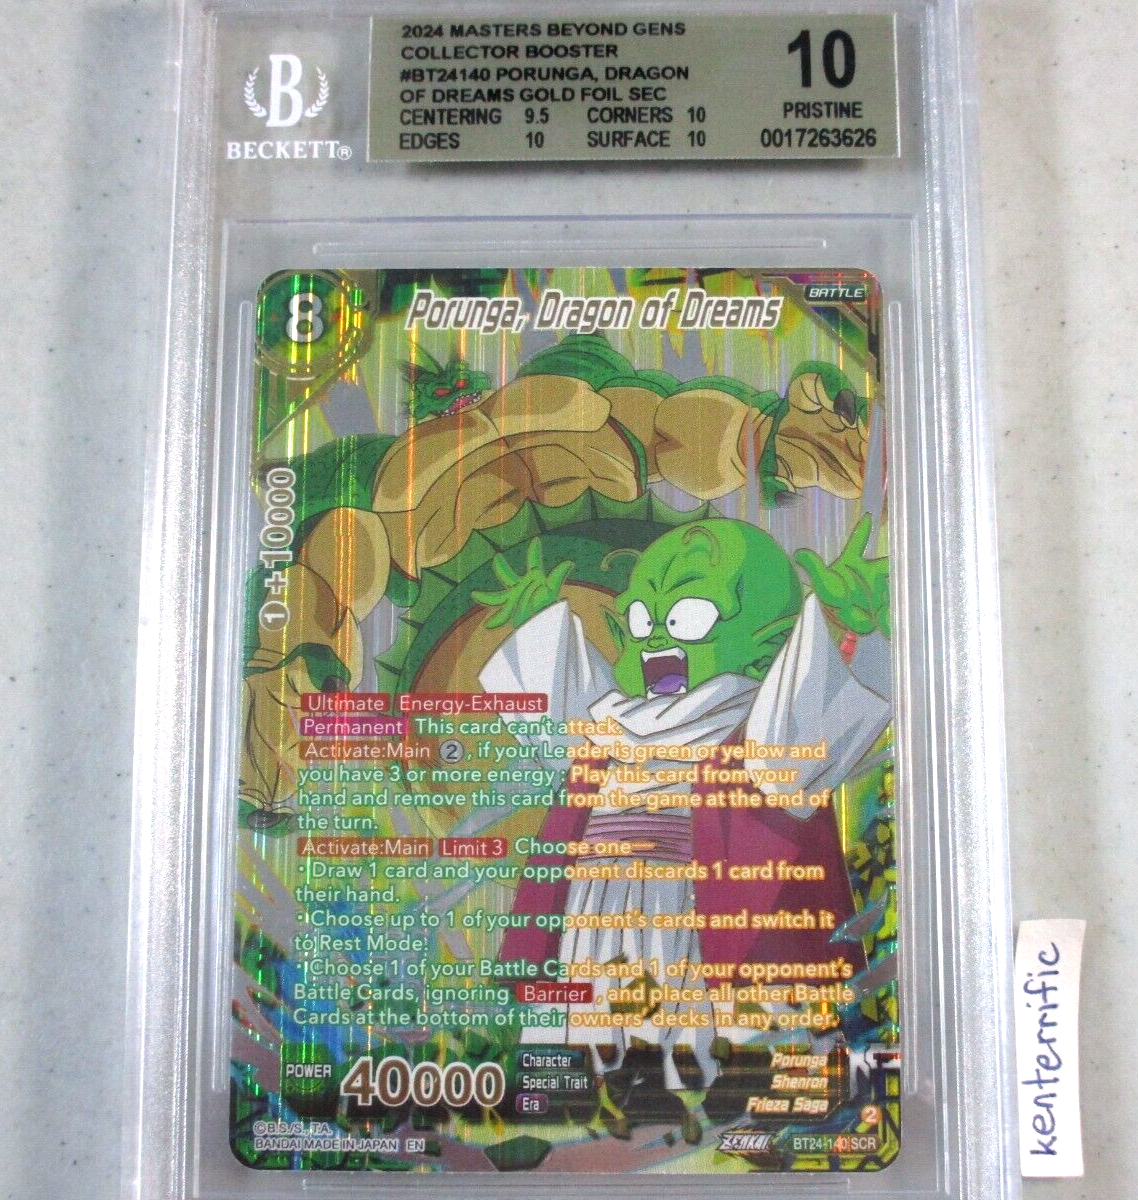 2024 MASTERS BEYOND GENS
COLLECTOR BOOSTER
#BT24140 PORUNGA, DRAGON
OF DREAMS GOLD FOIL SEC
CENTERING 9.5 CORNERS 10
EDGES 10 SURFACE 10
10
PRISTINE
0017263626
B
BECKETT®
8
Porunga, Dragon of Dreams
BATTLE
①+10000
Ultimate Energy-Exhaust
Permanent This card can't attack.
Activate:Main ②, if your Leader is green or yellow and
you have 3 or more energy : Play this card from your
hand and remove this card from the game at the end of
the turn.
Activate:Main Limit 3 Choose one—
・Draw 1 card and your opponent discards 1 card from
their hand.
・Choose up to 1 of your opponent's cards and switch it
to Rest Mode.
・Choose 1 of your Battle Cards and 1 of your opponent's
Battle Cards, ignoring Barrier, and place all other Battle
Cards at the bottom of their owners' decks in any order.
POWER 40000
Character Porunga
Special Trait Shenron
Era Frieza Saga
2
©B.S./S., T.A.
BANDAI MADE IN JAPAN EN
BT24-140 SCR
kenterrific